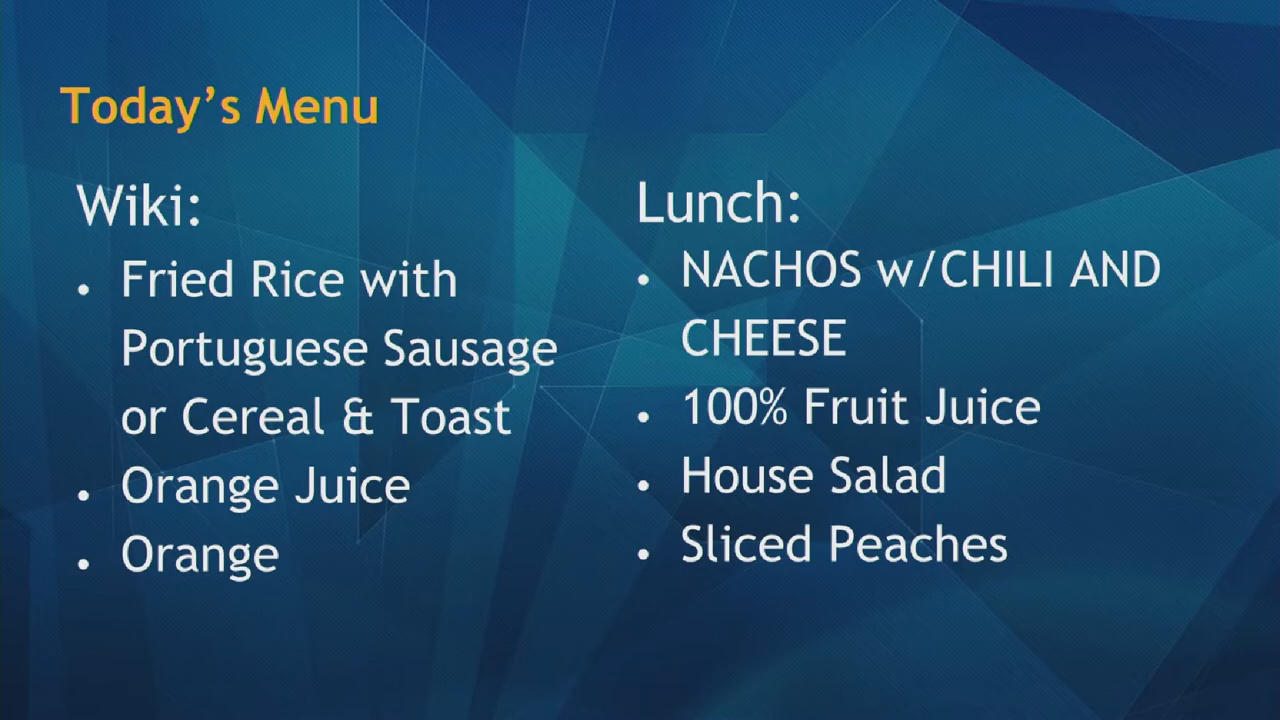 Today’s Menu
Wiki:
• Fried Rice with
Portuguese Sausage
or Cereal & Toast
• Orange Juice
• Orange
Lunch:
• NACHOS w/CHILI AND
CHEESE
• 100% Fruit Juice
• House Salad
• Sliced Peaches